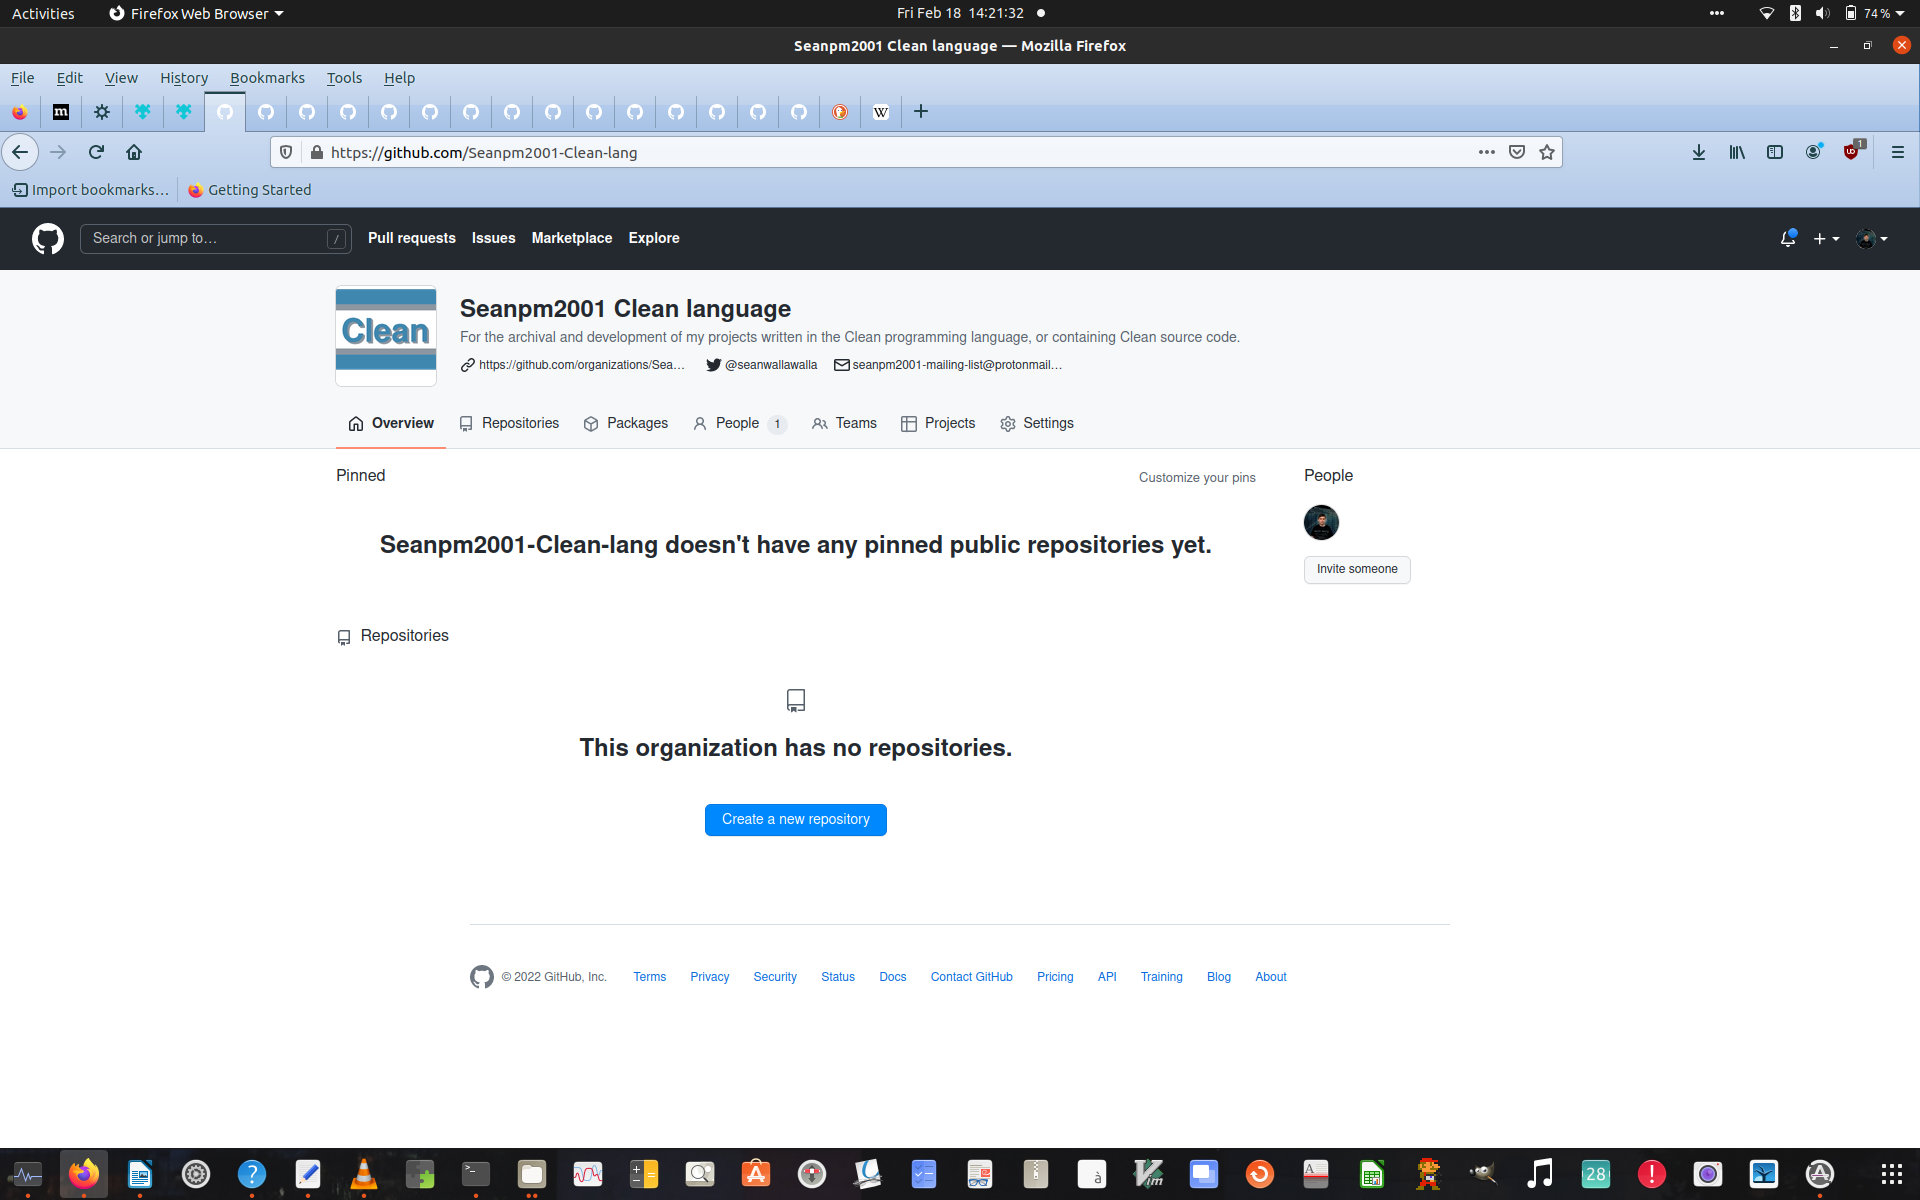 Activities
Firefox Web Browser
Fri Feb 18 14:21:32
74 %
Seanpm2001 Clean language — Mozilla Firefox
File Edit View History Bookmarks Tools Help
https://github.com/Seanpm2001-Clean-lang
1
Import bookmarks…
Getting Started
Search or jump to…
/
Pull requests Issues Marketplace Explore
Clean
Seanpm2001 Clean language
For the archival and development of my projects written in the Clean programming language, or containing Clean source code.
https://github.com/organizations/Sea…
@seanwallawalla
seanpm2001-mailing-list@protonmail…
Overview
Repositories
Packages
People 1
Teams
Projects
Settings
Pinned
Customize your pins
Seanpm2001-Clean-lang doesn't have any pinned public repositories yet.
People
Invite someone
Repositories
This organization has no repositories.
Create a new repository
© 2022 GitHub, Inc. Terms Privacy Security Status Docs Contact GitHub Pricing API Training Blog About
28